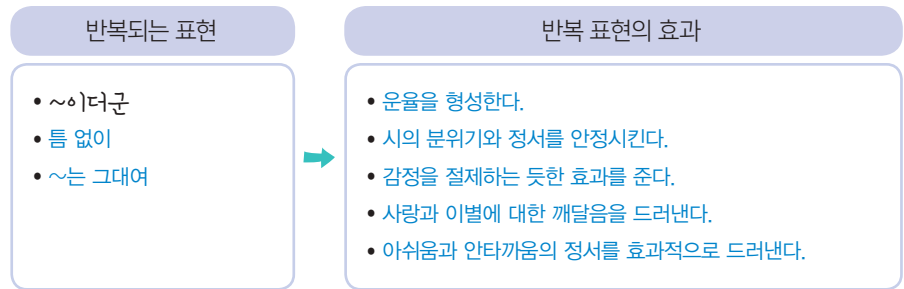 반복되는 표현
• ~이더군
• 틈 없이
• ~는 그대여
반복 표현의 효과
• 운율을 형성한다.
• 시의 분위기와 정서를 안정시킨다.
• 감정을 절제하는 듯한 효과를 준다.
• 사랑과 이별에 대한 깨달음을 드러낸다.
• 아쉬움과 안타까움의 정서를 효과적으로 드러낸다.